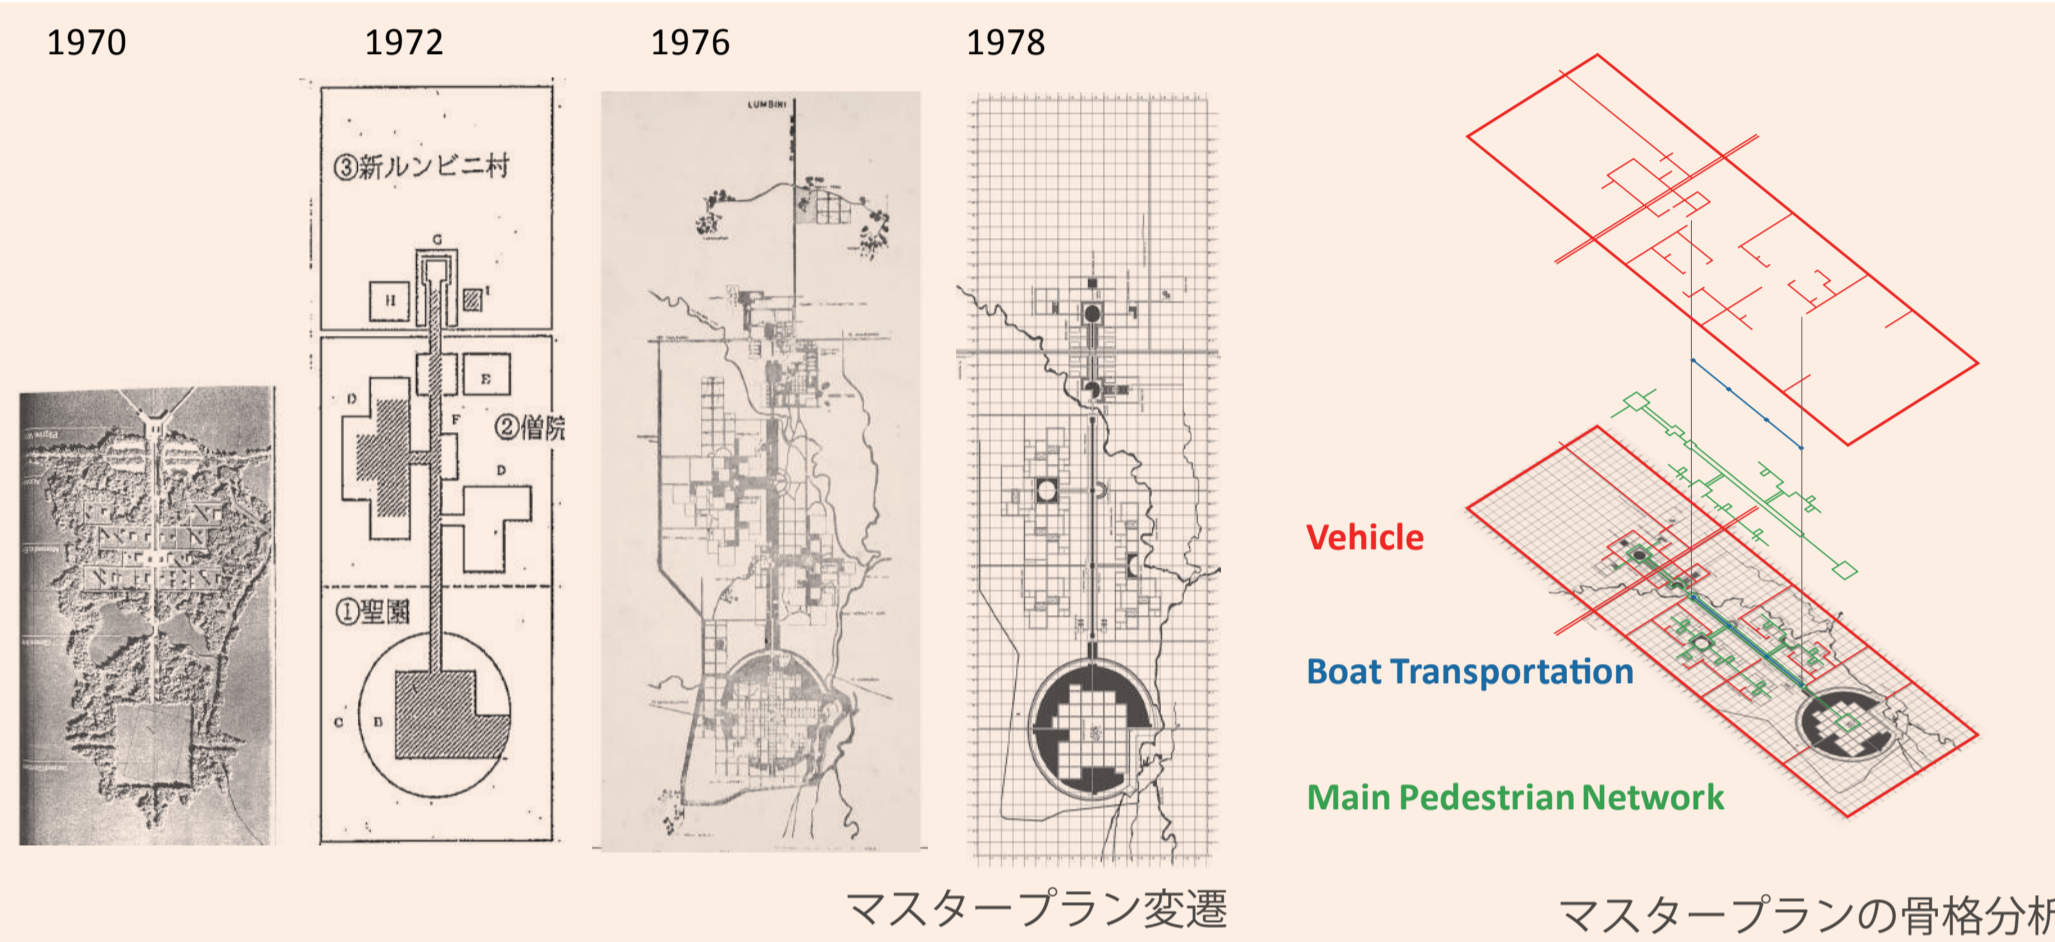 1970
1972
1976
1978
③新ルンビニ村
G
H
I
E
D
F
②僧院
D
①聖園
C
B
LUMBINI
Vehicle
Boat Transportation
Main Pedestrian Network
マスタープラン変遷
マスタープランの骨格分析